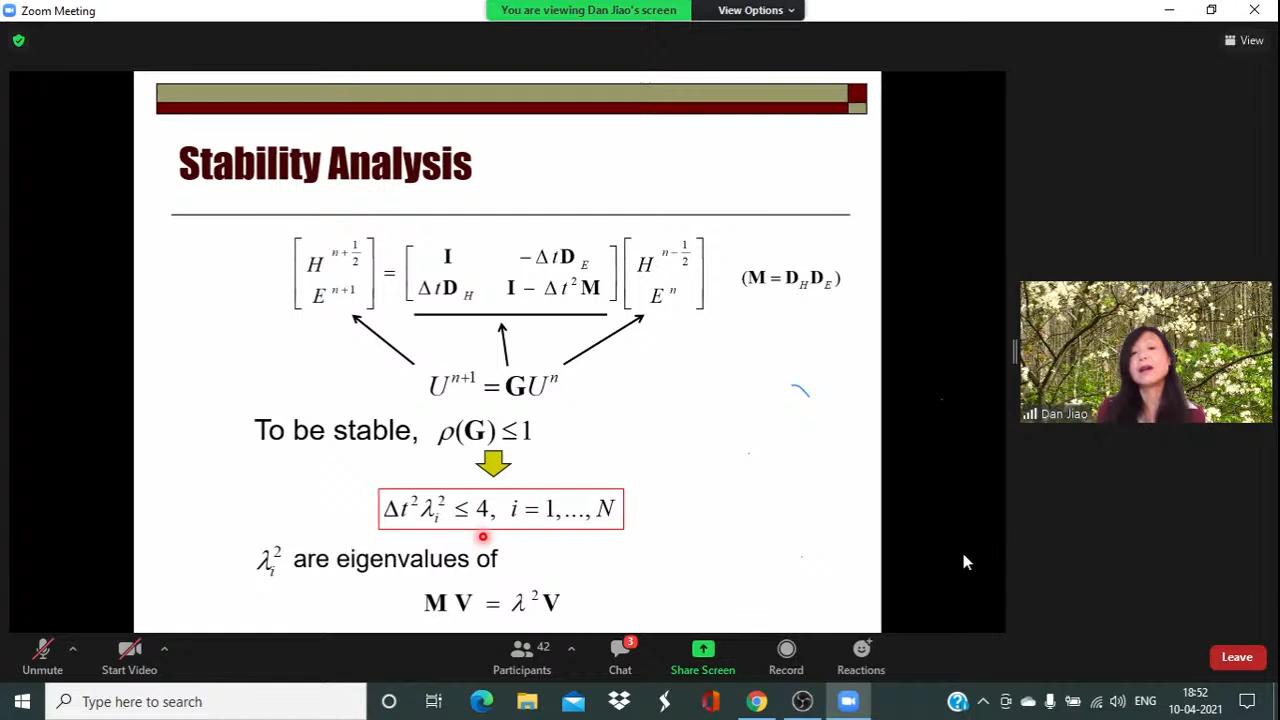 Zoom Meeting
You are viewing Dan Jiao's screen
View Options
View
Stability Analysis
[H^{n+1/2} E^{n+1}] = [I −ΔtD_E ; ΔtD_H I − Δt²M] [H^{n−1/2} E^n] (M = D_H D_E)
U^{n+1} = GU^n
To be stable, ρ(G) ≤ 1
Δt²λ_i² ≤ 4, i = 1,..., N
λ_i² are eigenvalues of
M V = λ² V
Dan Jiao
Unmute
Start Video
Participants
42
Chat
3
Share Screen
Record
Reactions
Leave
Type here to search
ENG
18:52
10-04-2021